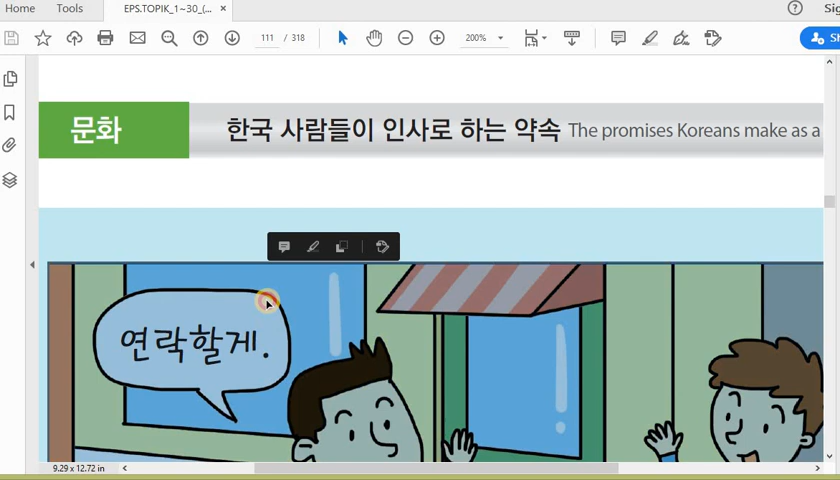 Home Tools EPS.TOPIK_1~30_(... × Sig
111 / 318 200%
문화 한국 사람들이 인사로 하는 약속 The promises Koreans make as a
연락할게.
9.29 x 12.72 in